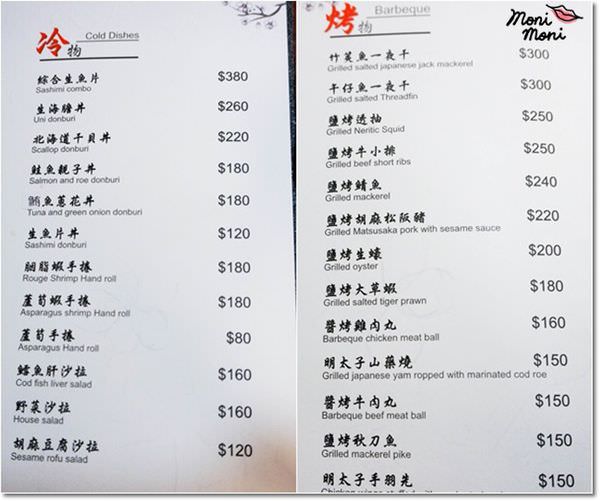 冷物 Cold Dishes
綜合生魚片 $380
Sashimi combo
生海膽丼 $260
Uni donburi
北海道干貝丼 $220
Scallop donburi
鮭魚親子丼 $180
Salmon and roe donburi
鮪魚蔥花丼 $180
Tuna and green onion donburi
生魚片丼 $120
Sashimi donburi
胭脂蝦手捲 $180
Rouge Shrimp Hand roll
蘆筍蝦手捲 $180
Asparagus shrimp Hand roll
蘆筍手捲 $80
Asparagus Hand roll
鱈魚肝沙拉 $160
Cod fish liver salad
野菜沙拉 $160
House salad
胡麻豆腐沙拉 $120
Sesame rofu salad
烤物 Barbeque
Moni
Moni
竹筴魚一夜干 $300
Grilled salted japanese jack mackerel
午仔魚一夜干 $300
Grilled salted Threadfin
鹽烤透抽 $250
Grilled Neritic Squid
鹽烤牛小排 $250
Grilled beef short ribs
鹽烤鯖魚 $240
Grilled mackerel
鹽烤胡麻松阪豬 $220
Grilled Matsusaka pork with sesame sauce
鹽烤生蠔 $200
Grilled oyster
鹽烤大草蝦 $180
Grilled salted tiger prawn
醬烤雞肉丸 $160
Barbeque chicken meat ball
明太子山藥燒 $150
Grilled japanese yam ropped with marinated cod roe
醬烤牛肉丸 $150
Barbeque beef meat ball
鹽烤秋刀魚 $150
Grilled mackerel pike
明太子手羽先 $150
Chicken wings stuffed with